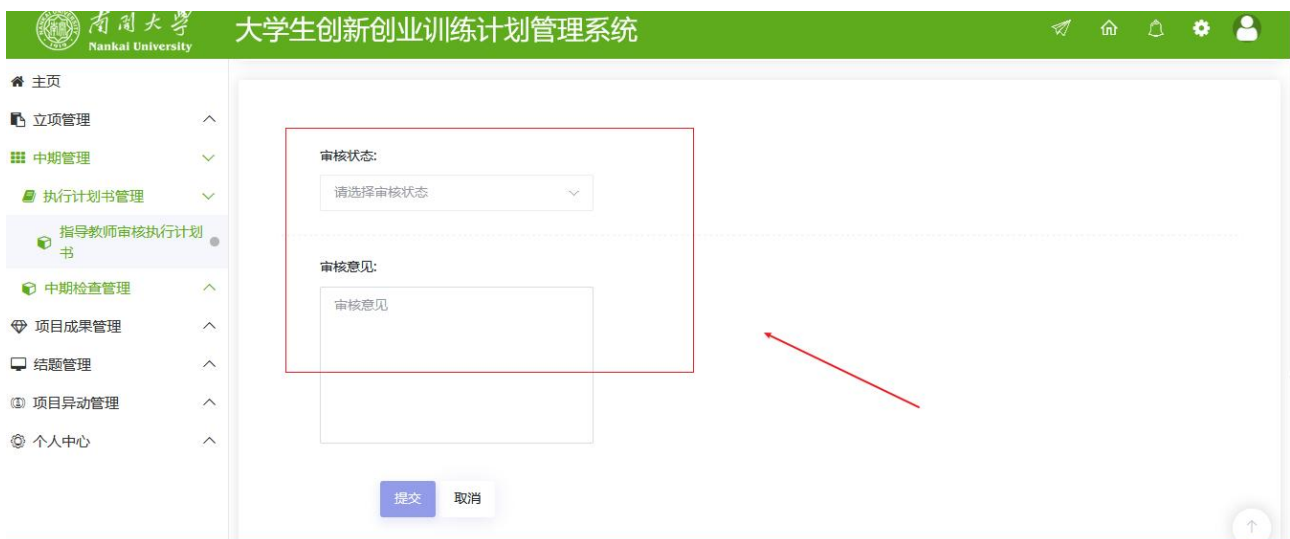 南開大學
Nankai University
大学生创新创业训练计划管理系统
主页
立项管理
中期管理
执行计划书管理
指导教师审核执行计划
书
中期检查管理
项目成果管理
结题管理
项目异动管理
个人中心
审核状态:
请选择审核状态
审核意见:
审核意见
提交 取消